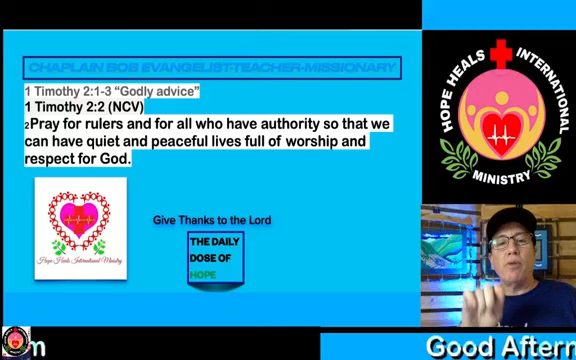 CHAPLAIN BOB EVANGELIST-TEACHER-MISSIONARY
1 Timothy 2:1-3 “Godly advice”
1 Timothy 2:2 (NCV)
2Pray for rulers and for all who have authority so that we
can have quiet and peaceful lives full of worship and
respect for God.
Hope Heals International Ministry
Give Thanks to the Lord
THE DAILY
DOSE OF
HOPE
HOPE HEALS INTERNATIONAL
MINISTRY
m
Good Aftern